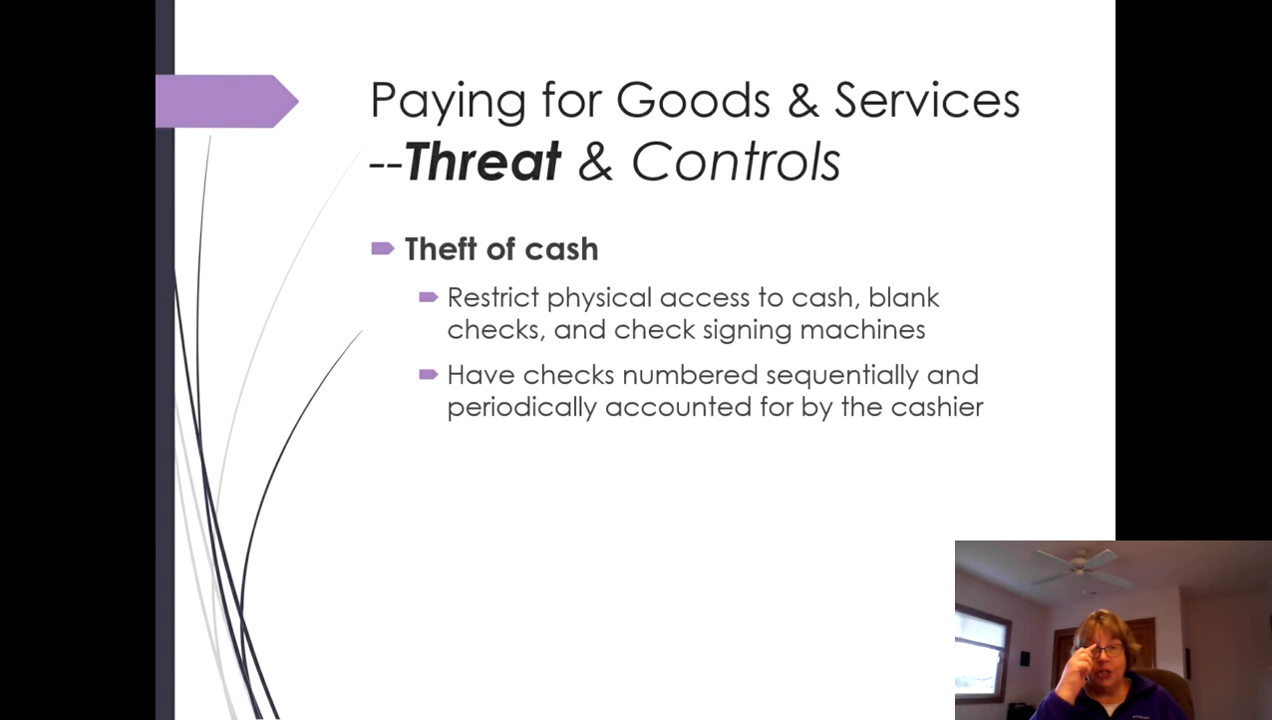 Paying for Goods & Services
--Threat & Controls
Theft of cash
Restrict physical access to cash, blank
checks, and check signing machines
Have checks numbered sequentially and
periodically accounted for by the cashier